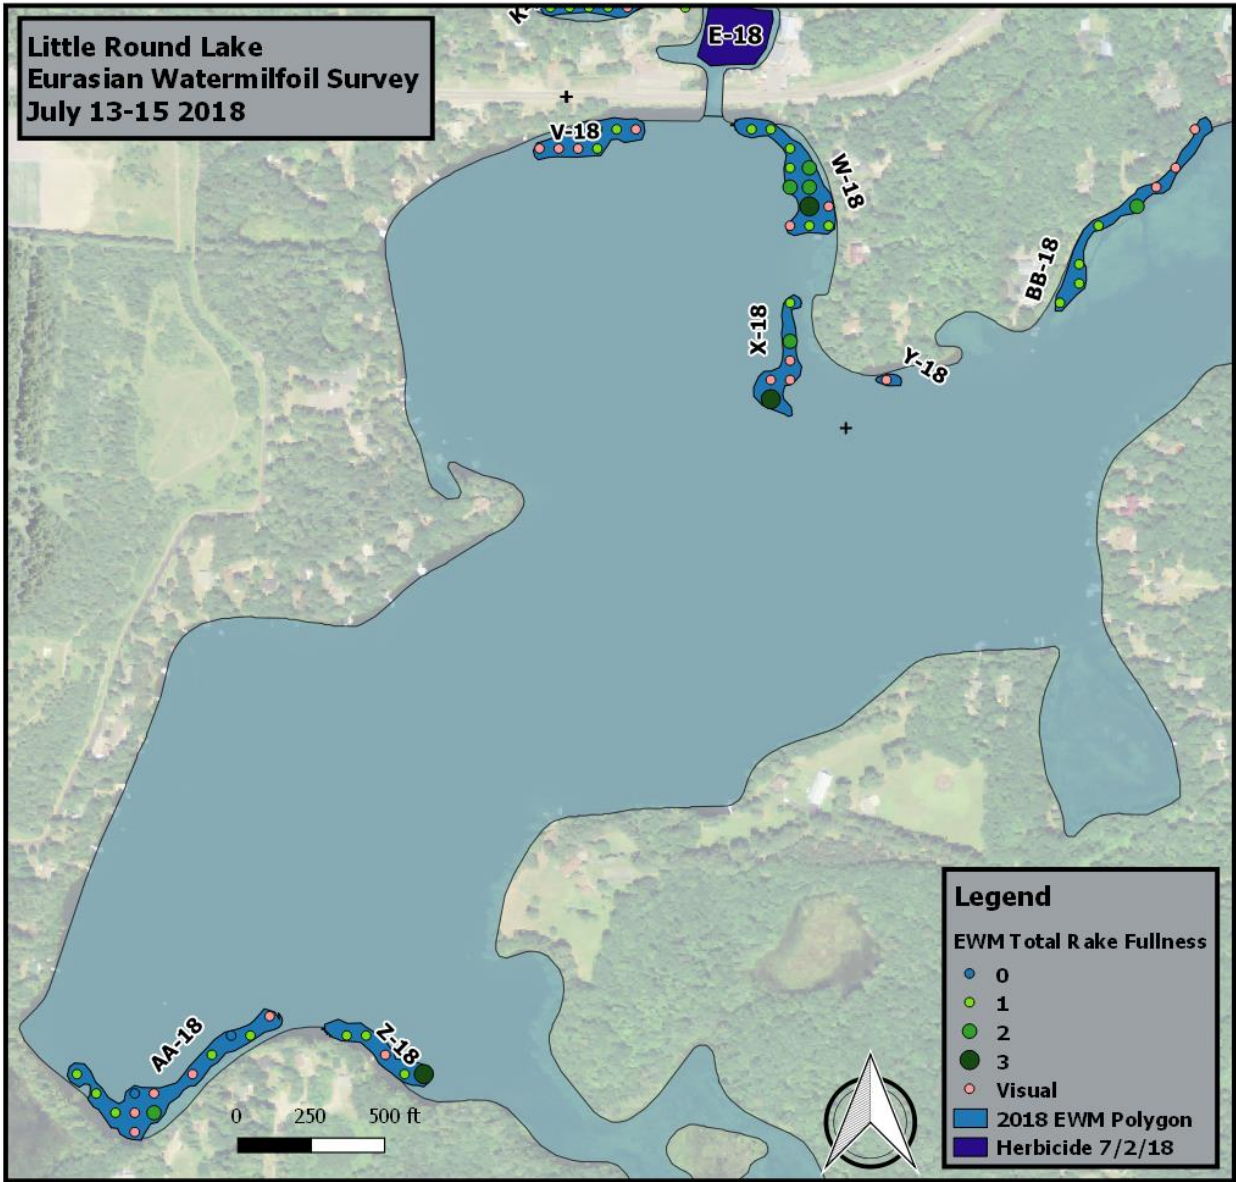 Little Round Lake
Eurasian Watermilfoil Survey
July 13-15 2018
E-18
V-18
W-18
BB-18
X-18
Y-18
AA-18
Z-18
0 250 500 ft
Legend
EWM Total Rake Fullness
0
1
2
3
Visual
2018 EWM Polygon
Herbicide 7/2/18